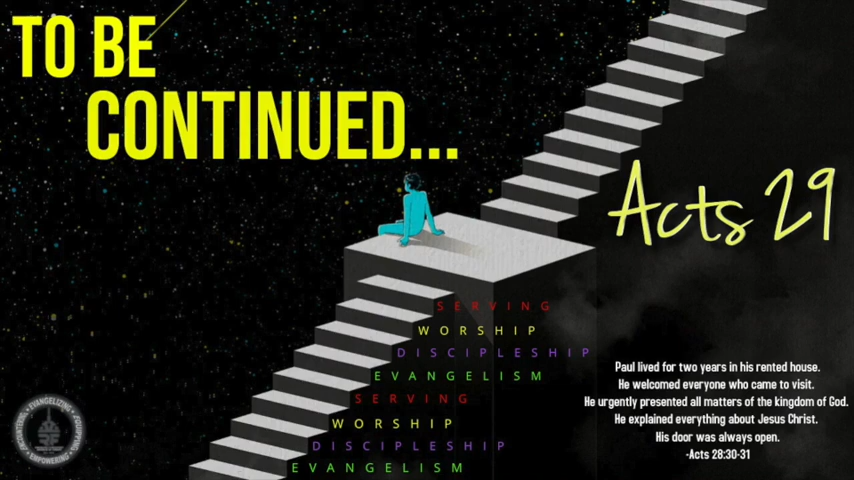 TO BE
CONTINUED...
Acts 29
SERVING
WORSHIP
DISCIPLESHIP
EVANGELISM
SERVING
WORSHIP
DISCIPLESHIP
EVANGELISM
Paul lived for two years in his rented house.
He welcomed everyone who came to visit.
He urgently presented all matters of the kingdom of God.
He explained everything about Jesus Christ.
His door was always open.
-Acts 28:30-31
EVANGELIZING
EMPOWERING